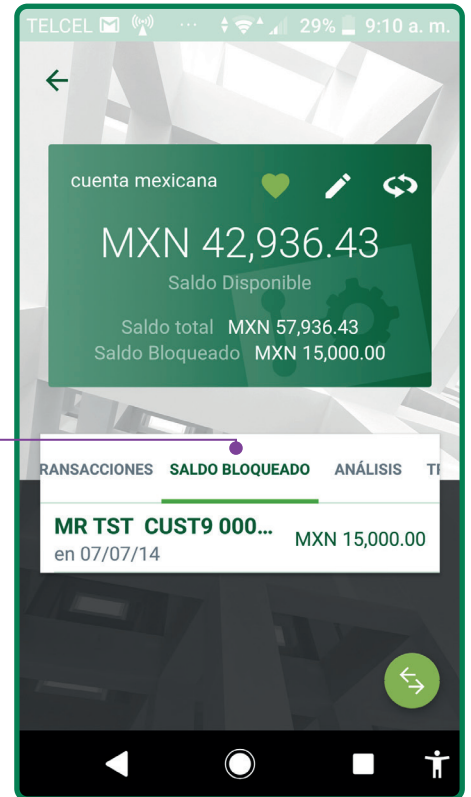 TELCEL 29% 9:10 a. m.
cuenta mexicana
MXN 42,936.43
Saldo Disponible
Saldo total MXN 57,936.43
Saldo Bloqueado MXN 15,000.00
RANSACCIONES SALDO BLOQUEADO ANÁLISIS TR
MR TST CUST9 000... MXN 15,000.00
en 07/07/14